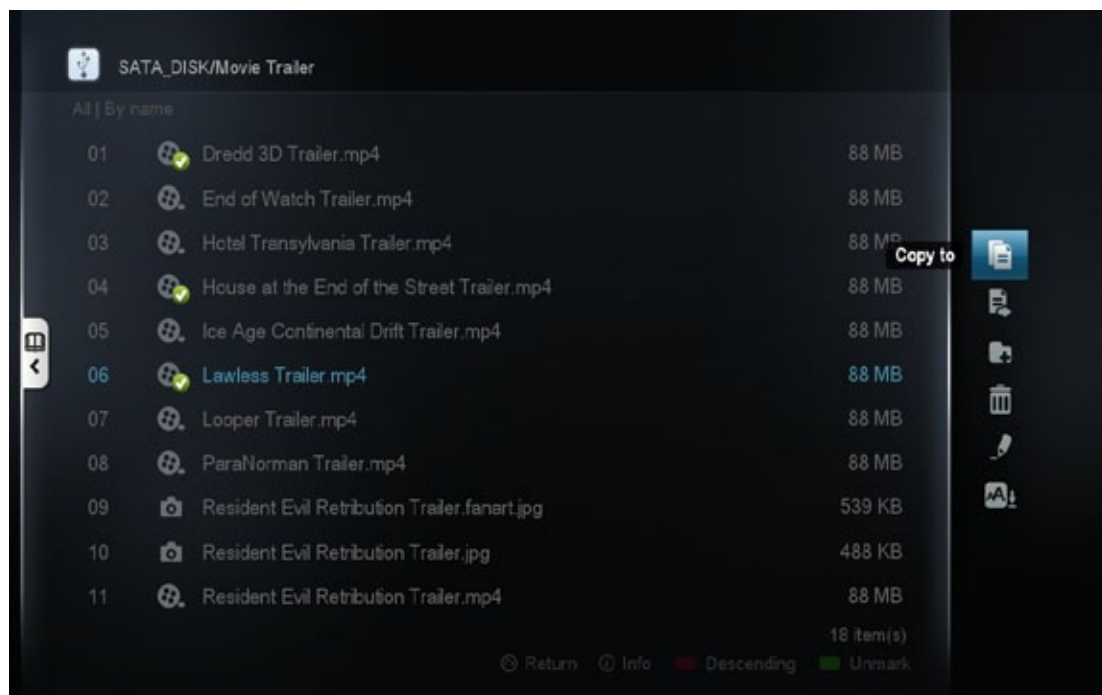 SATA_DISK/Movie Trailer
All | By name
01 Dredd 3D Trailer.mp4 88 MB
02 End of Watch Trailer.mp4 88 MB
03 Hotel Transylvania Trailer.mp4 88 MB
Copy to
04 House at the End of the Street Trailer.mp4 88 MB
05 Ice Age Continental Drift Trailer.mp4 88 MB
06 Lawless Trailer.mp4 88 MB
07 Looper Trailer.mp4 88 MB
08 ParaNorman Trailer.mp4 88 MB
09 Resident Evil Retribution Trailer.fanart.jpg 539 KB
10 Resident Evil Retribution Trailer.jpg 488 KB
11 Resident Evil Retribution Trailer.mp4 88 MB
18 item(s)
Return Info Descending Unmark